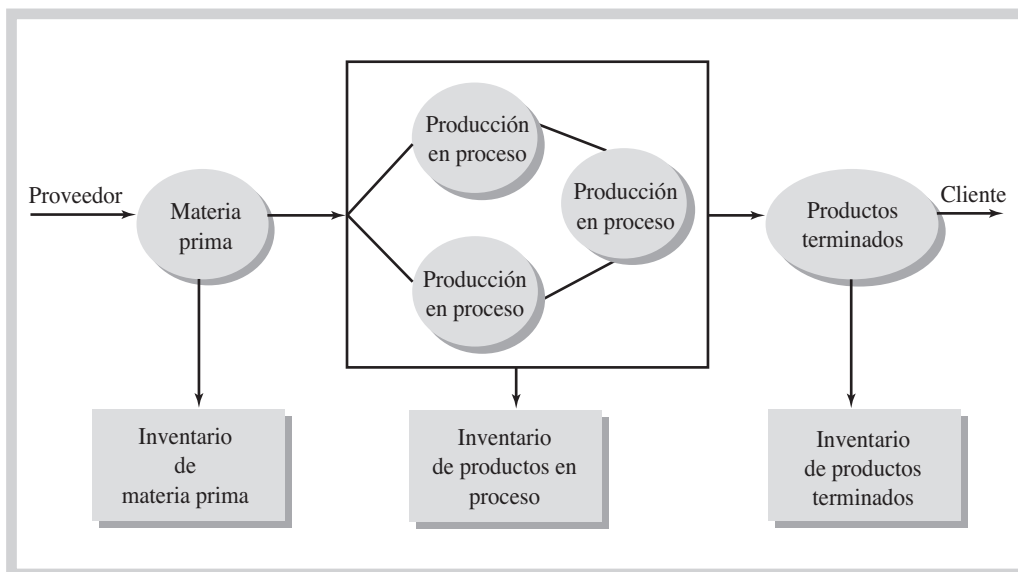 Proveedor
Materia
prima
Producción
en proceso
Producción
en proceso
Producción
en proceso
Productos
terminados
Cliente
Inventario
de
materia prima
Inventario
de productos en
proceso
Inventario
de productos
terminados